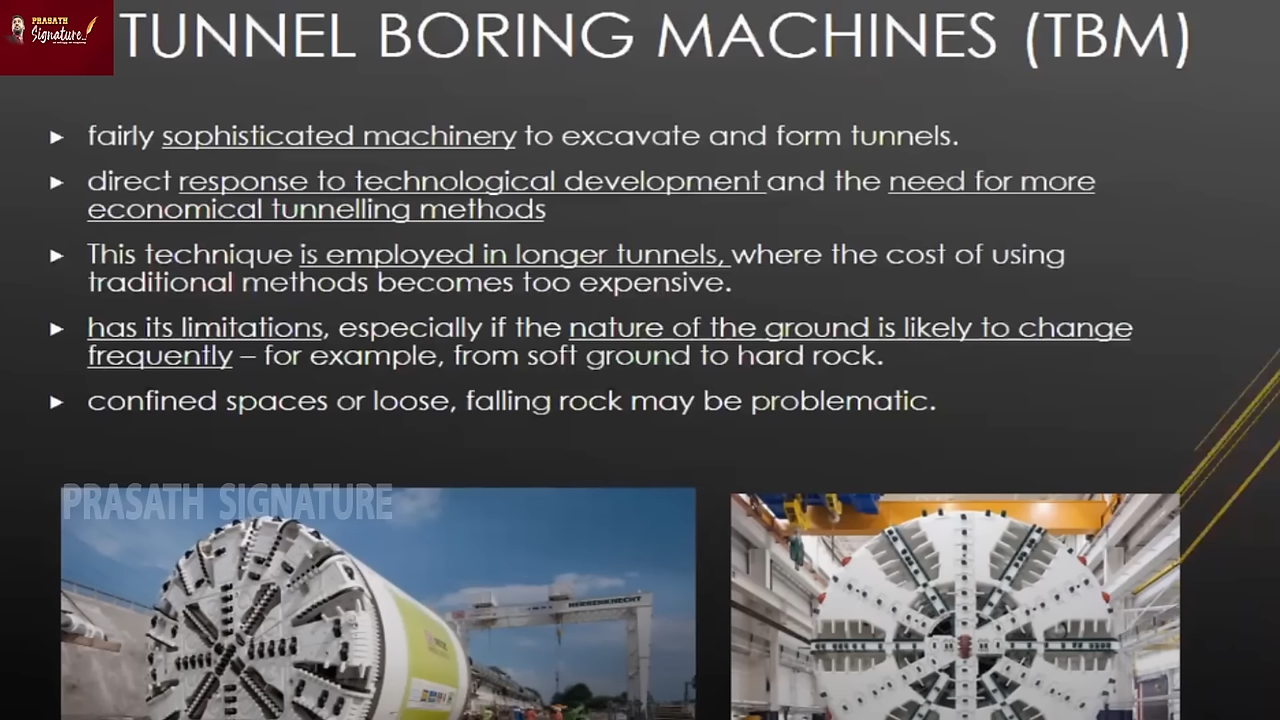 PRASATH
Signature..!
TUNNEL BORING MACHINES (TBM)
► fairly sophisticated machinery to excavate and form tunnels.
► direct response to technological development and the need for more
economical tunnelling methods
► This technique is employed in longer tunnels, where the cost of using
traditional methods becomes too expensive.
► has its limitations, especially if the nature of the ground is likely to change
frequently – for example, from soft ground to hard rock.
► confined spaces or loose, falling rock may be problematic.
PRASATH SIGNATURE
HERRENKNECHT